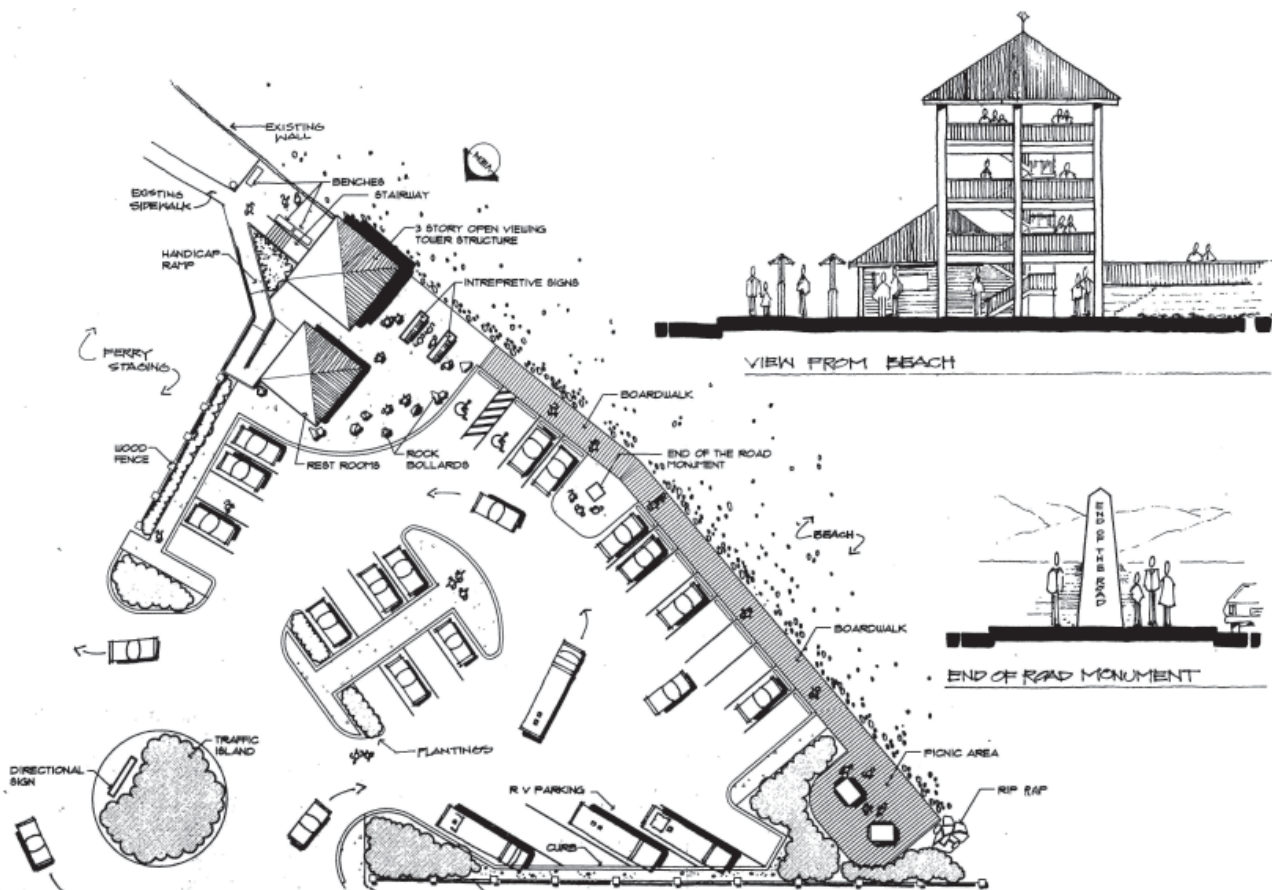 EXISTING
WALL
VIEW
BENCHES
STAIRWAY
EXISTING
SIDEWALK
3 STORY OPEN VIEWING
TOWER STRUCTURE
HANDICAP
RAMP
INTREPRETIVE SIGNS
FERRY
STAGING
VIEW FROM BEACH
BOARDWALK
WOOD
FENCE
REST ROOMS
ROCK
BOLLARDS
END OF THE ROAD
MONUMENT
BEACH
END OF THE ROAD
BOARDWALK
END OF ROAD MONUMENT
TRAFFIC
ISLAND
PLANTINGS
DIRECTIONAL
SIGN
PICNIC AREA
R V PARKING
RIP RAP
CURB